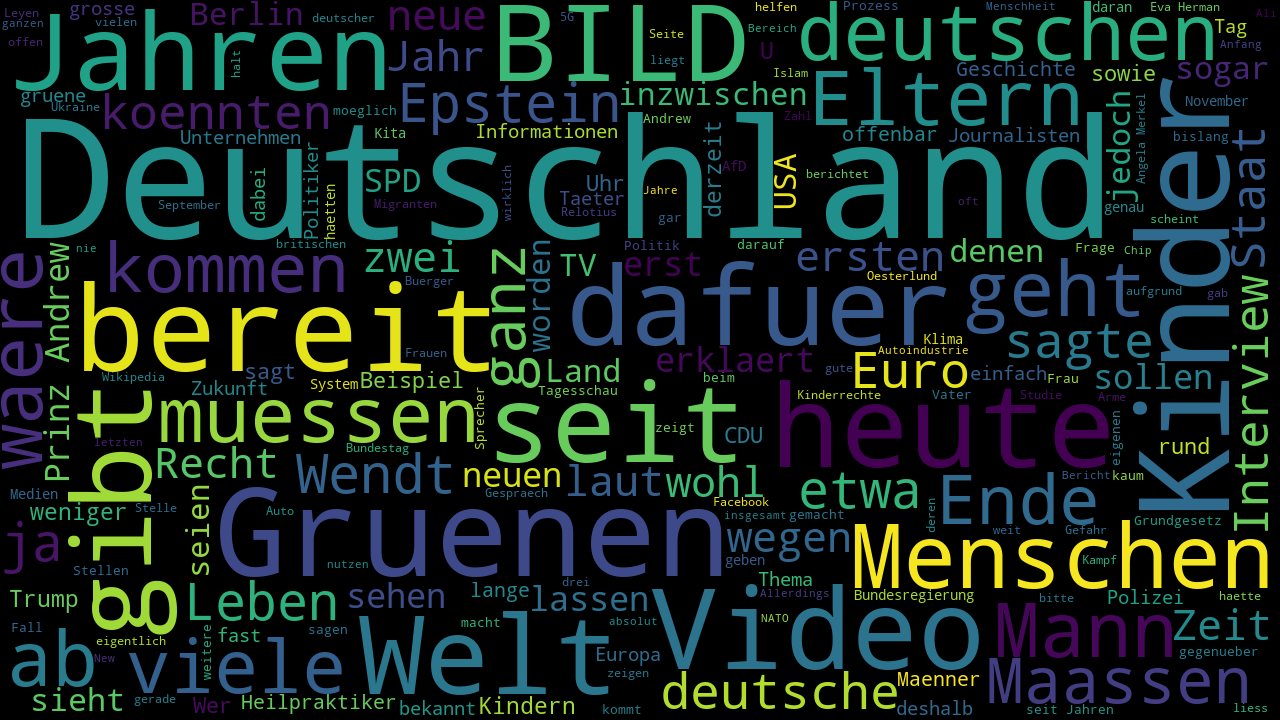 Leyen grosse Berlin deutscher neue 5G BILD helfen Prozess Menschheit daran Eva Herman Ali
ganzen vielen Jahren Seite Bereich deutschen Tag
offen halt Jahr liegt U Islam Geschichte sowie Anfang sogar
gruene Ukraine koennten moeglich Epstein inzwischen Eltern jedoch Angela Merkel November
Unternehmen Kita Informationen Andrew Zahl offenbar Journalisten bislang
Deutschland Kinder Staat
dabei Politiker SPD Uhr derzeit AfD USA berichtet
September haetten Migranten wirklich Taeter Jahre Relotius gar oft genau scheint
nie britischen zwei Politik darauf ersten denen Frage Chip
Waere Prinz Andrew kommen Buerger ganz worden TV erst Oesterlund geht aufgrund gab Interview
bereit dafuer
Frauen Klima sagte
Wikipedia sagt System Beispiel Land erklaert Autoindustrie Euro gute einfach Frau sollen
Zukunft Tagesschau beim Kinderrechte Vater Studie Arme
gibt muessen Sprecher seit zeigt CDU heute eigenen rund
letzten Bundestag
Recht Wendt neuen laut wohl etwa Ende Bericht kaum
Medien Gespraech Facebook
weniger Stelle seien Auto Gruenen insgesamt gemacht deren weit Gefahr Grundgesetz
ja wegen Menschen Kampf
Stellen nutzen geben
Trump Leben sehen lange drei lassen Thema Allerdings Bundesregierung bitte Polizei haette
Fall fast sagen macht absolut Video NATO Mann Zeit
eigentlich weitere Welt Europa gegenueber
ab New viele zeigen Maenner Maassen
sieht gerade Wer Heilpraktiker bekannt Kindern kommt deutsche deshalb seit Jahren liess